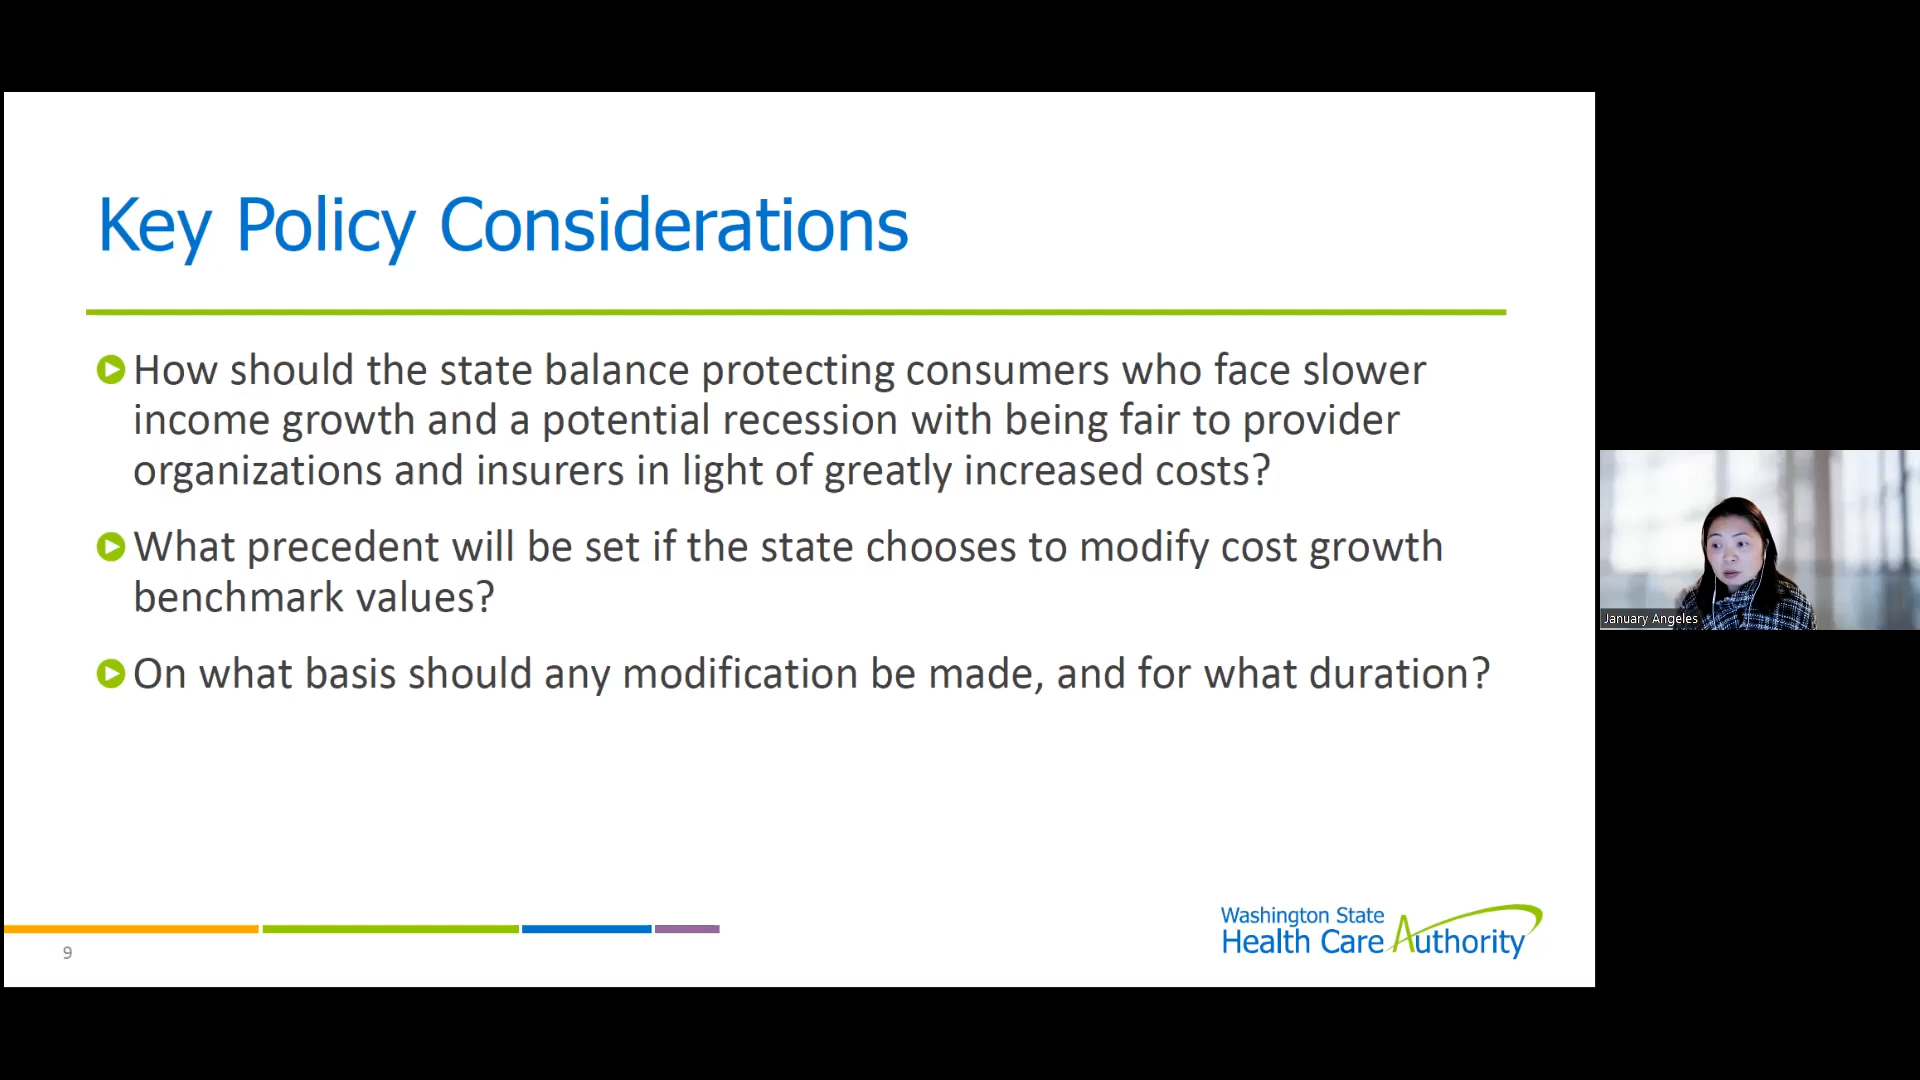 Key Policy Considerations
How should the state balance protecting consumers who face slower
income growth and a potential recession with being fair to provider
organizations and insurers in light of greatly increased costs?
What precedent will be set if the state chooses to modify cost growth
benchmark values?
On what basis should any modification be made, and for what duration?
January Angeles
Washington State
Health Care Authority
9